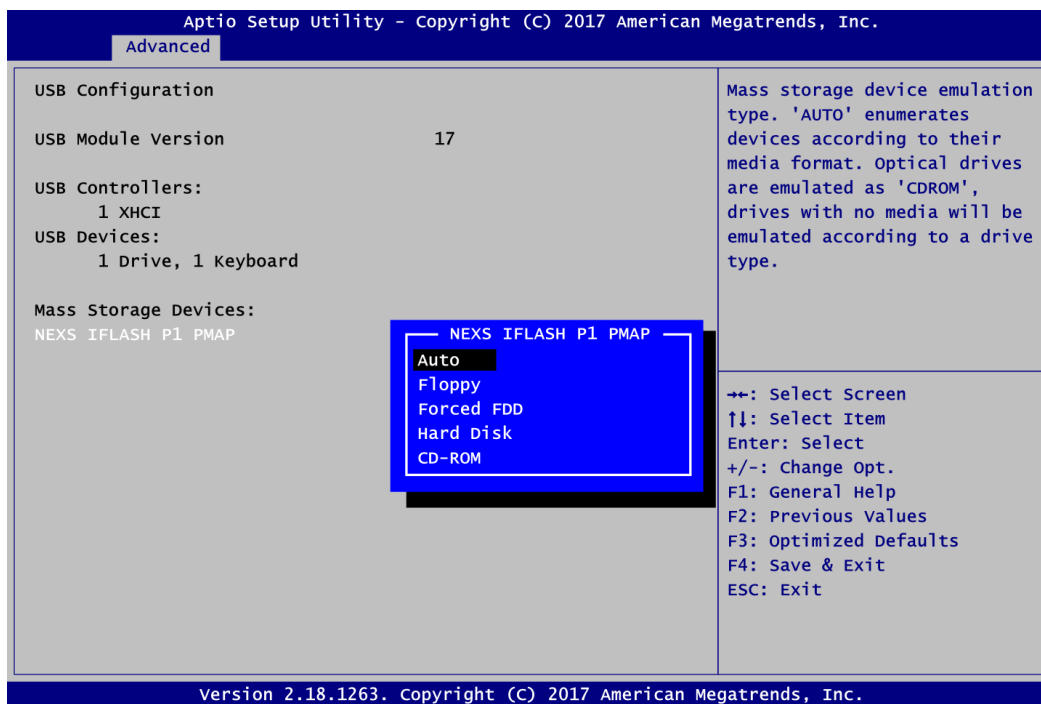 Aptio Setup Utility - Copyright (C) 2017 American Megatrends, Inc.
Advanced
USB Configuration
USB Module Version 17
USB Controllers:
1 XHCI
USB Devices:
1 Drive, 1 Keyboard
Mass Storage Devices:
NEXS IFLASH P1 PMAP
NEXS IFLASH P1 PMAP
Auto
Floppy
Forced FDD
Hard Disk
CD-ROM
Mass storage device emulation
type. 'AUTO' enumerates
devices according to their
media format. Optical drives
are emulated as 'CDROM',
drives with no media will be
emulated according to a drive
type.
→←: Select Screen
↑↓: Select Item
Enter: Select
+/-: Change Opt.
F1: General Help
F2: Previous Values
F3: Optimized Defaults
F4: Save & Exit
ESC: Exit
Version 2.18.1263. Copyright (C) 2017 American Megatrends, Inc.